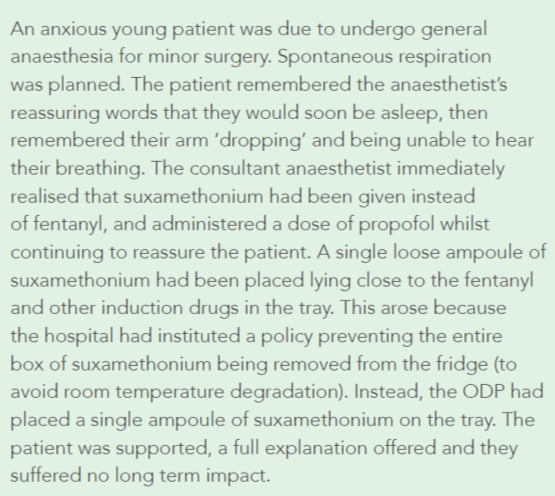 An anxious young patient was due to undergo general
anaesthesia for minor surgery. Spontaneous respiration
was planned. The patient remembered the anaesthetist’s
reassuring words that they would soon be asleep, then
remembered their arm ‘dropping’ and being unable to hear
their breathing. The consultant anaesthetist immediately
realised that suxamethonium had been given instead
of fentanyl, and administered a dose of propofol whilst
continuing to reassure the patient. A single loose ampoule of
suxamethonium had been placed lying close to the fentanyl
and other induction drugs in the tray. This arose because
the hospital had instituted a policy preventing the entire
box of suxamethonium being removed from the fridge (to
avoid room temperature degradation). Instead, the ODP had
placed a single ampoule of suxamethonium on the tray. The
patient was supported, a full explanation offered and they
suffered no long term impact.